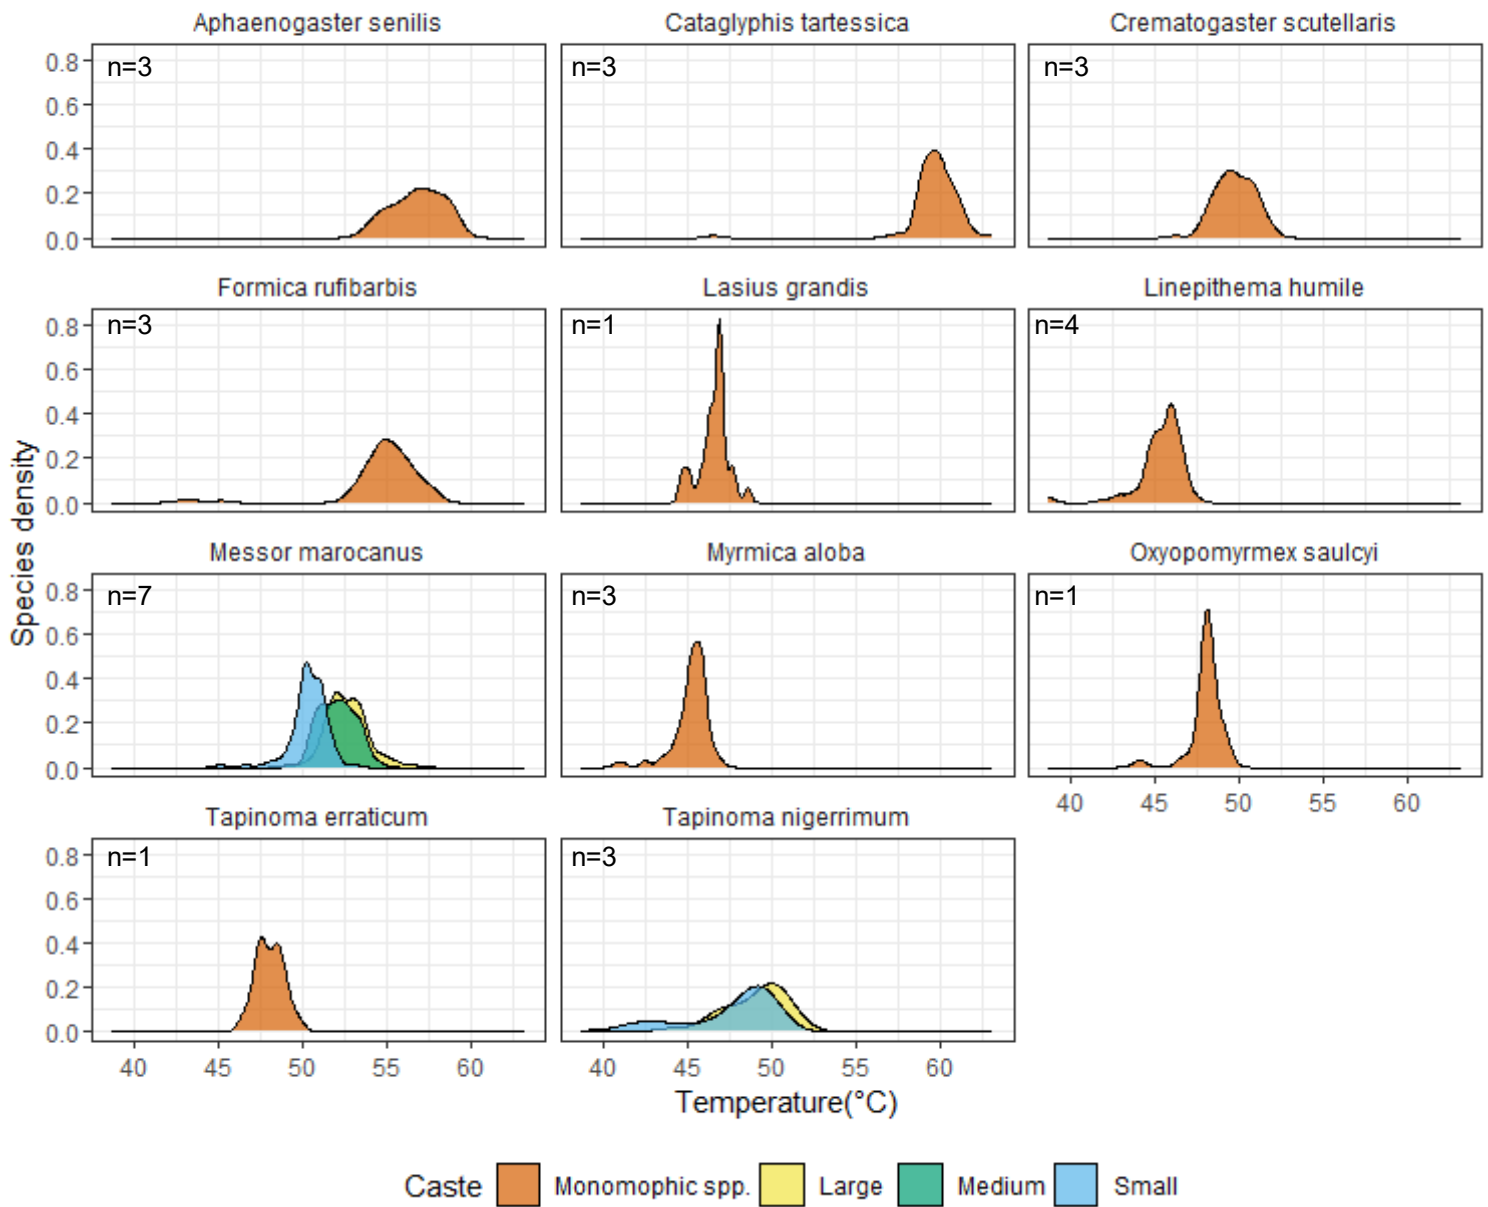 Aphaenogaster senilis
Cataglyphis tartessica
Crematogaster scutellaris
0.8
0.6
0.4
0.2
0.0
n=3
n=3
n=3
Formica rufibarbis
Lasius grandis
Linepithema humile
0.8
0.6
0.4
0.2
0.0
n=3
n=1
n=4
Species density
Messor marocanus
Myrmica aloba
Oxyopomyrmex saulcyi
0.8
0.6
0.4
0.2
0.0
n=7
n=3
n=1
40 45 50 55 60
Tapinoma erraticum
Tapinoma nigerrimum
0.8
0.6
0.4
0.2
0.0
n=1
n=3
40 45 50 55 60
40 45 50 55 60
Temperature(°C)
Caste Monomophic spp. Large Medium Small